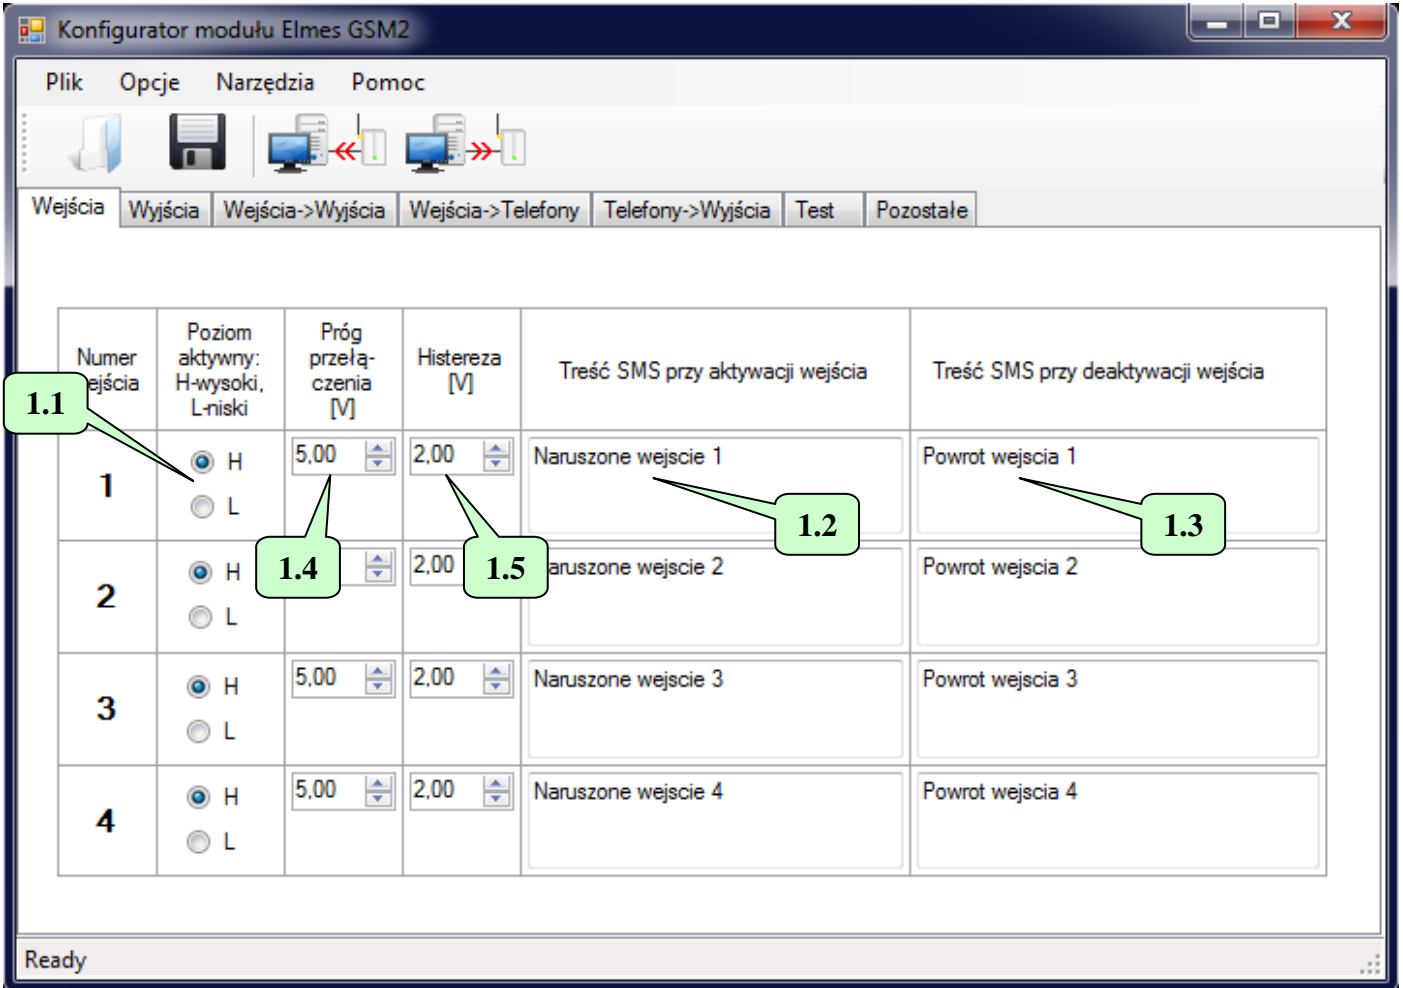 Konfigurator modułu Elmes GSM2
Plik Opcje Narzędzia Pomoc
Wejścia Wyjścia Wejścia->Wyjścia Wejścia->Telefony Telefony->Wyjścia Test Pozostałe
Numer
Poziom
aktywny:
H-wysoki,
L-niski
Próg
przełą-
czenia
[V]
Histereza
[V]
Treść SMS przy aktywacji wejścia
Treść SMS przy deaktywacji wejścia
1.1
1
H
L
5,00
2,00
Naruszone wejscie 1
Powrot wejscia 1
1.4
1.5
1.2
1.3
2
H
L
2,00
wejscie 2
Powrot wejscia 2
3
H
L
5,00
2,00
Naruszone wejscie 3
Powrot wejscia 3
4
H
L
5,00
2,00
Naruszone wejscie 4
Powrot wejscia 4
Ready